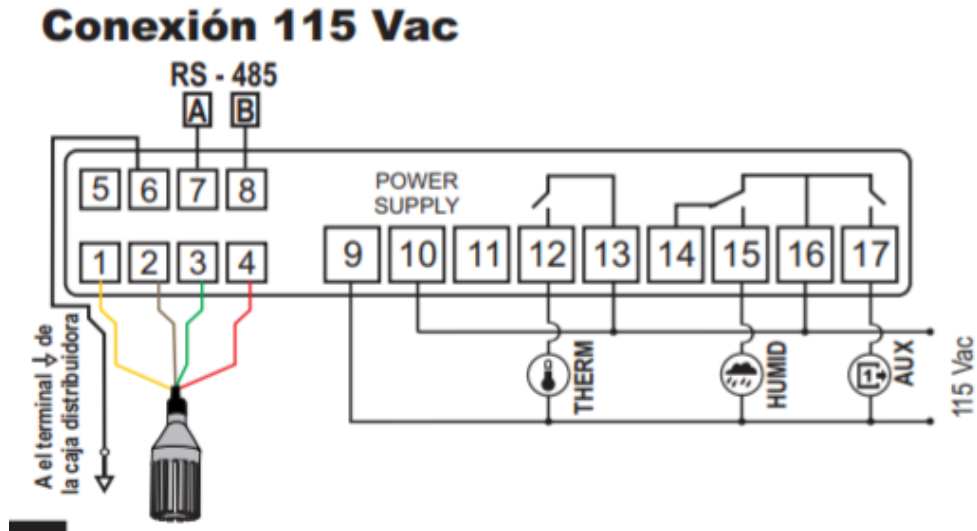 Conexión 115 Vac
RS - 485
A B
5 6 7 8
POWER
SUPPLY
1 2 3 4
9 10 11 12 13 14 15 16 17
A el terminal de
la caja distribuidora
THERM
HUMID
1
AUX
115 Vac